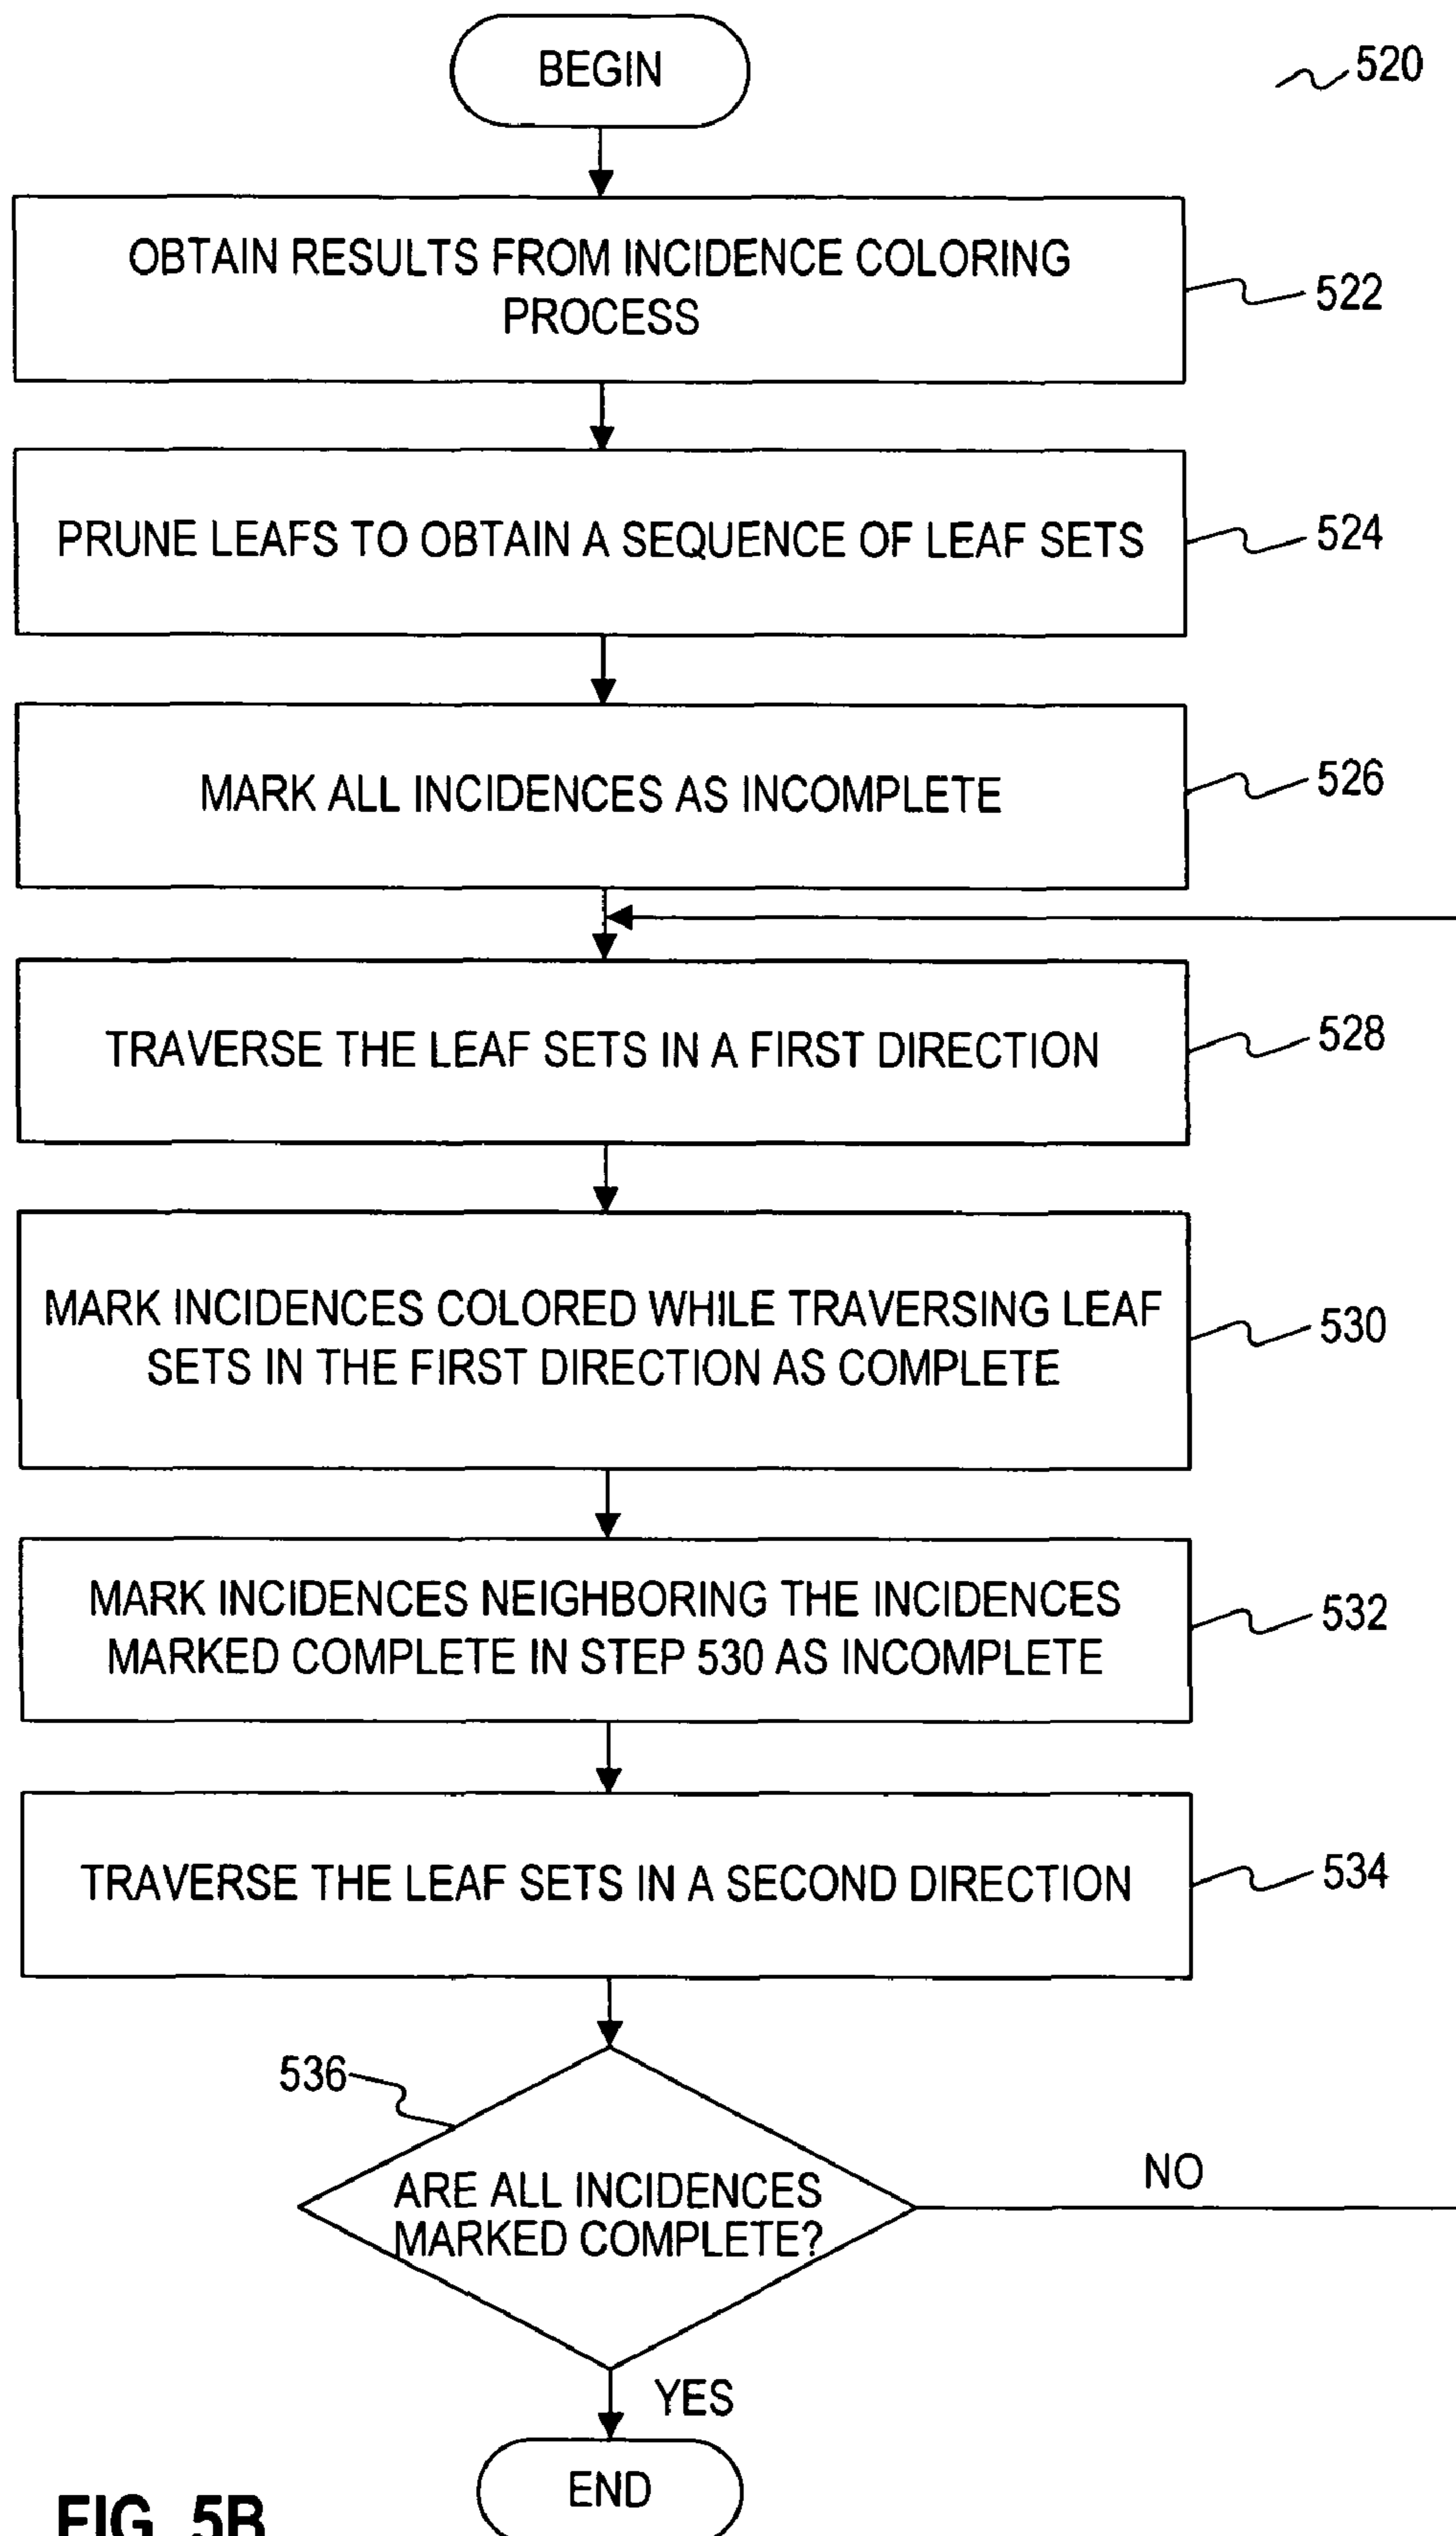 BEGIN
520
OBTAIN RESULTS FROM INCIDENCE COLORING
PROCESS
522
PRUNE LEAFS TO OBTAIN A SEQUENCE OF LEAF SETS
524
MARK ALL INCIDENCES AS INCOMPLETE
526
TRAVERSE THE LEAF SETS IN A FIRST DIRECTION
528
MARK INCIDENCES COLORED WHILE TRAVERSING LEAF
SETS IN THE FIRST DIRECTION AS COMPLETE
530
MARK INCIDENCES NEIGHBORING THE INCIDENCES
MARKED COMPLETE IN STEP 530 AS INCOMPLETE
532
TRAVERSE THE LEAF SETS IN A SECOND DIRECTION
534
536
ARE ALL INCIDENCES
MARKED COMPLETE?
NO
YES
END
FIG. 5B